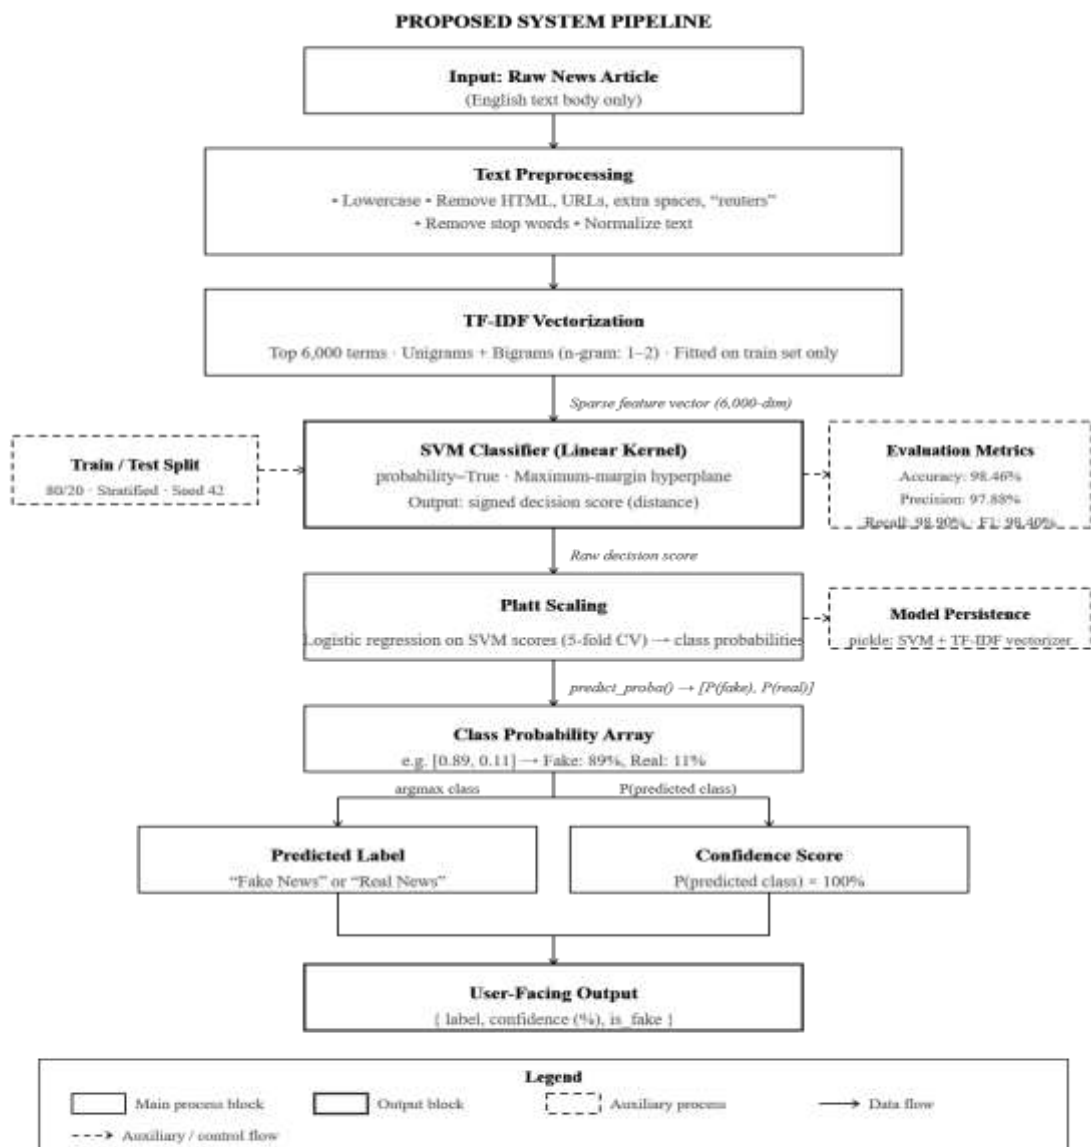 PROPOSED SYSTEM PIPELINE
Input: Raw News Article
(English text body only)
Text Preprocessing
• Lowercase • Remove HTML, URLs, extra spaces, “reuters”
• Remove stop words • Normalize text
TF-IDF Vectorization
Top 6,000 terms · Unigrams + Bigrams (n-gram: 1–2) · Fitted on train set only
Sparse feature vector (6,000-dim)
Train / Test Split
80/20 · Stratified · Seed 42
SVM Classifier (Linear Kernel)
probability=True · Maximum-margin hyperplane
Output: signed decision score (distance)
Evaluation Metrics
Accuracy: 98.46%
Precision: 97.88%
Recall: 98.90% · F1: 98.40%
Raw decision score
Platt Scaling
Logistic regression on SVM scores (5-fold CV) → class probabilities
Model Persistence
pickle: SVM + TF-IDF vectorizer
predict_proba() → [P(fake), P(real)]
Class Probability Array
e.g. [0.89, 0.11] → Fake: 89%, Real: 11%
argmax class
P(predicted class)
Predicted Label
“Fake News” or “Real News”
Confidence Score
P(predicted class) × 100%
User-Facing Output
{ label, confidence (%), is_fake }
Legend
Main process block
Output block
Auxiliary process
Data flow
Auxiliary / control flow